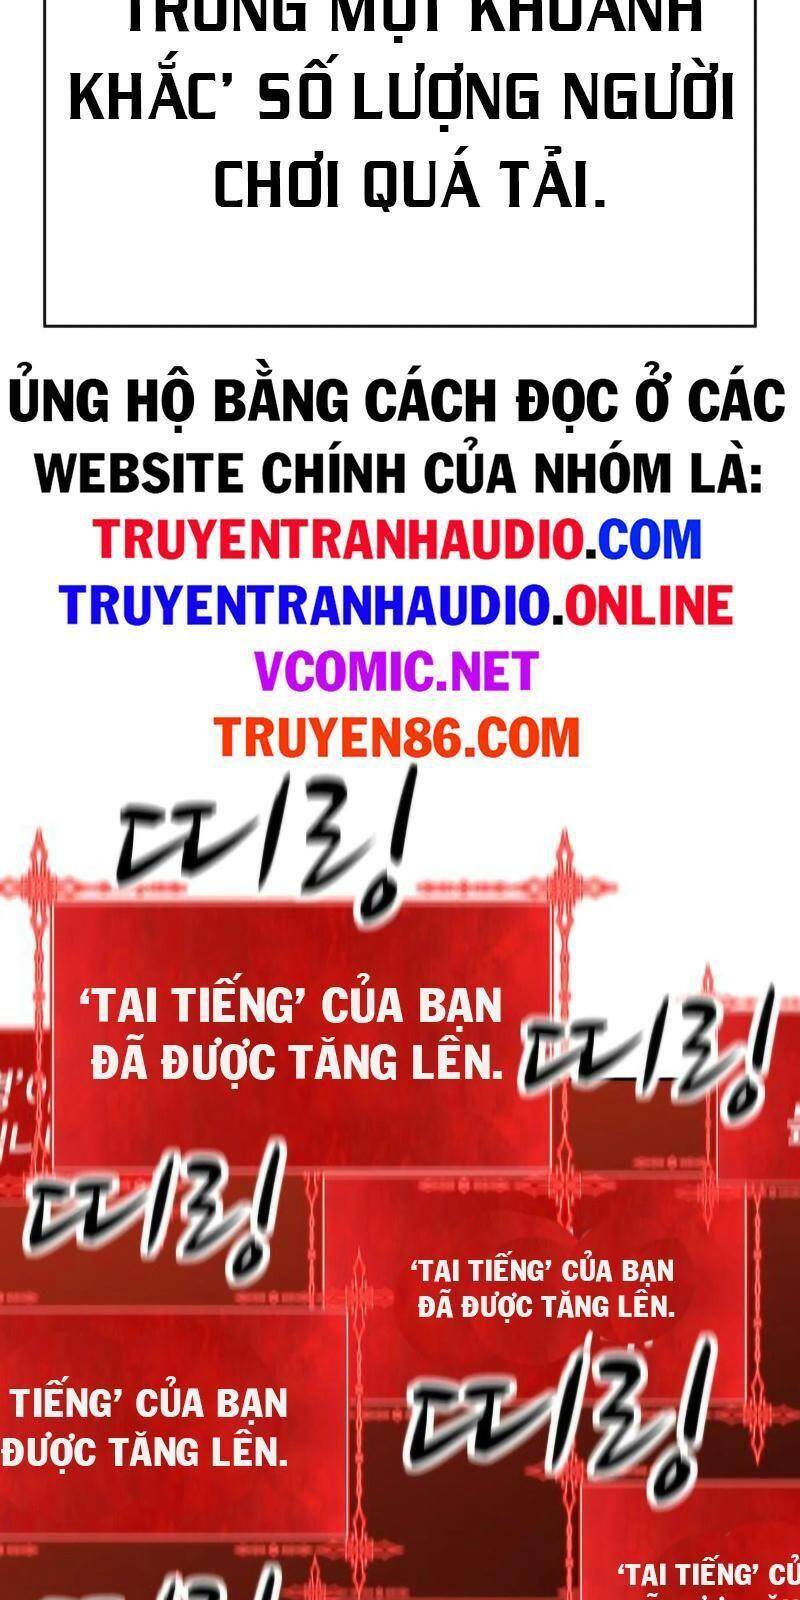 TRONG MỘT KHOẢNH
KHẮC’ SỐ LƯỢNG NGƯỜI
CHƠI QUÁ TẢI.
ỦNG HỘ BẰNG CÁCH ĐỌC Ở CÁC
WEBSITE CHÍNH CỦA NHÓM LÀ:
TRUYENTRANHAUDIO.COM
TRUYENTRANHAUDIO.ONLINE
VCOMIC.NET
TRUYEN86.COM
띠링
‘TAI TIẾNG’ CỦA BẠN
ĐÃ ĐƯỢC TĂNG LÊN.
띠링
띠링
‘TAI TIẾNG’ CỦA BẠN
ĐÃ ĐƯỢC TĂNG LÊN.
띠링
TIẾNG’ CỦA BẠN
ĐƯỢC TĂNG LÊN.
‘TAI TIẾNG’